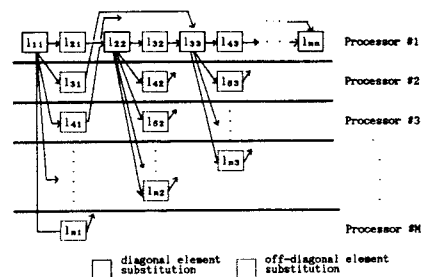 l11 l21 l22 l32 l33 l43 lnn Processor #1
l31 l42 l53 Processor #2
l41 l52 Processor #3
ln3
ln2
lm1 Processor #M
diagonal element substitution
off-diagonal element substitution